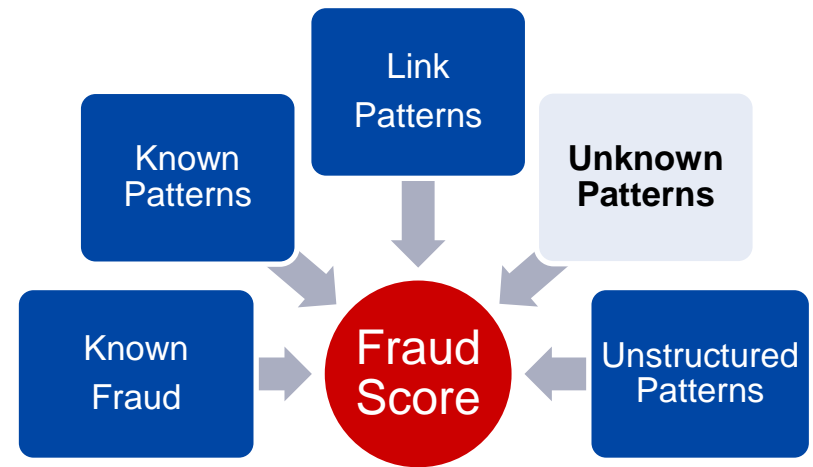 Link
Patterns
Known
Patterns
Unknown
Patterns
Known
Fraud
Fraud
Score
Unstructured
Patterns